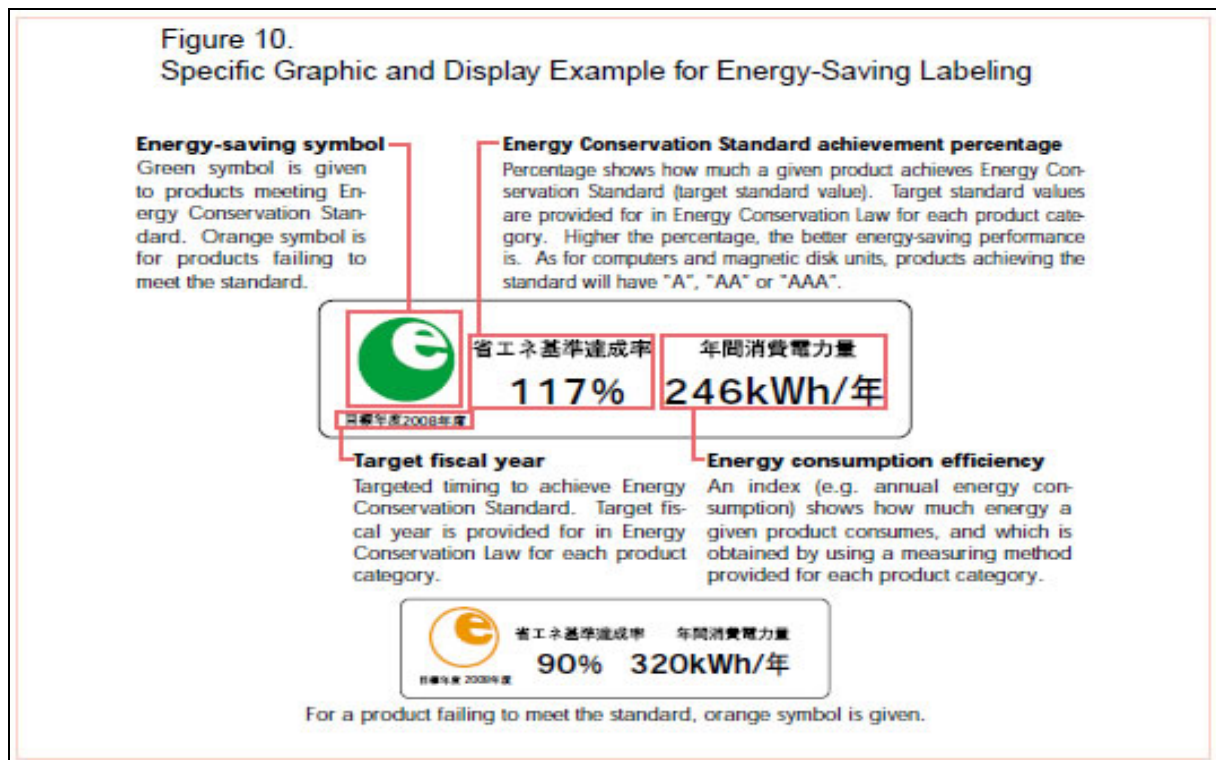 Figure 10.
Specific Graphic and Display Example for Energy-Saving Labeling
Energy-saving symbol
Green symbol is given
to products meeting En-
ergy Conservation Stan-
dard. Orange symbol is
for products failing to
meet the standard.
Energy Conservation Standard achievement percentage
Percentage shows how much a given product achieves Energy Con-
servation Standard (target standard value). Target standard values
are provided for in Energy Conservation Law for each product cate-
gory. Higher the percentage, the better energy-saving performance
is. As for computers and magnetic disk units, products achieving the
standard will have "A", "AA" or "AAA".
e
省エネ基準達成率
117%
年間消費電力量
246kWh/年
目標年度2008年度
Target fiscal year
Targeted timing to achieve Energy
Conservation Standard. Target fis-
cal year is provided for in Energy
Conservation Law for each product
category.
Energy consumption efficiency
An index (e.g. annual energy con-
sumption) shows how much energy a
given product consumes, and which is
obtained by using a measuring method
provided for each product category.
e
省エネ基準達成率
90%
年間消費電力量
320kWh/年
目標年度 2008年度
For a product failing to meet the standard, orange symbol is given.